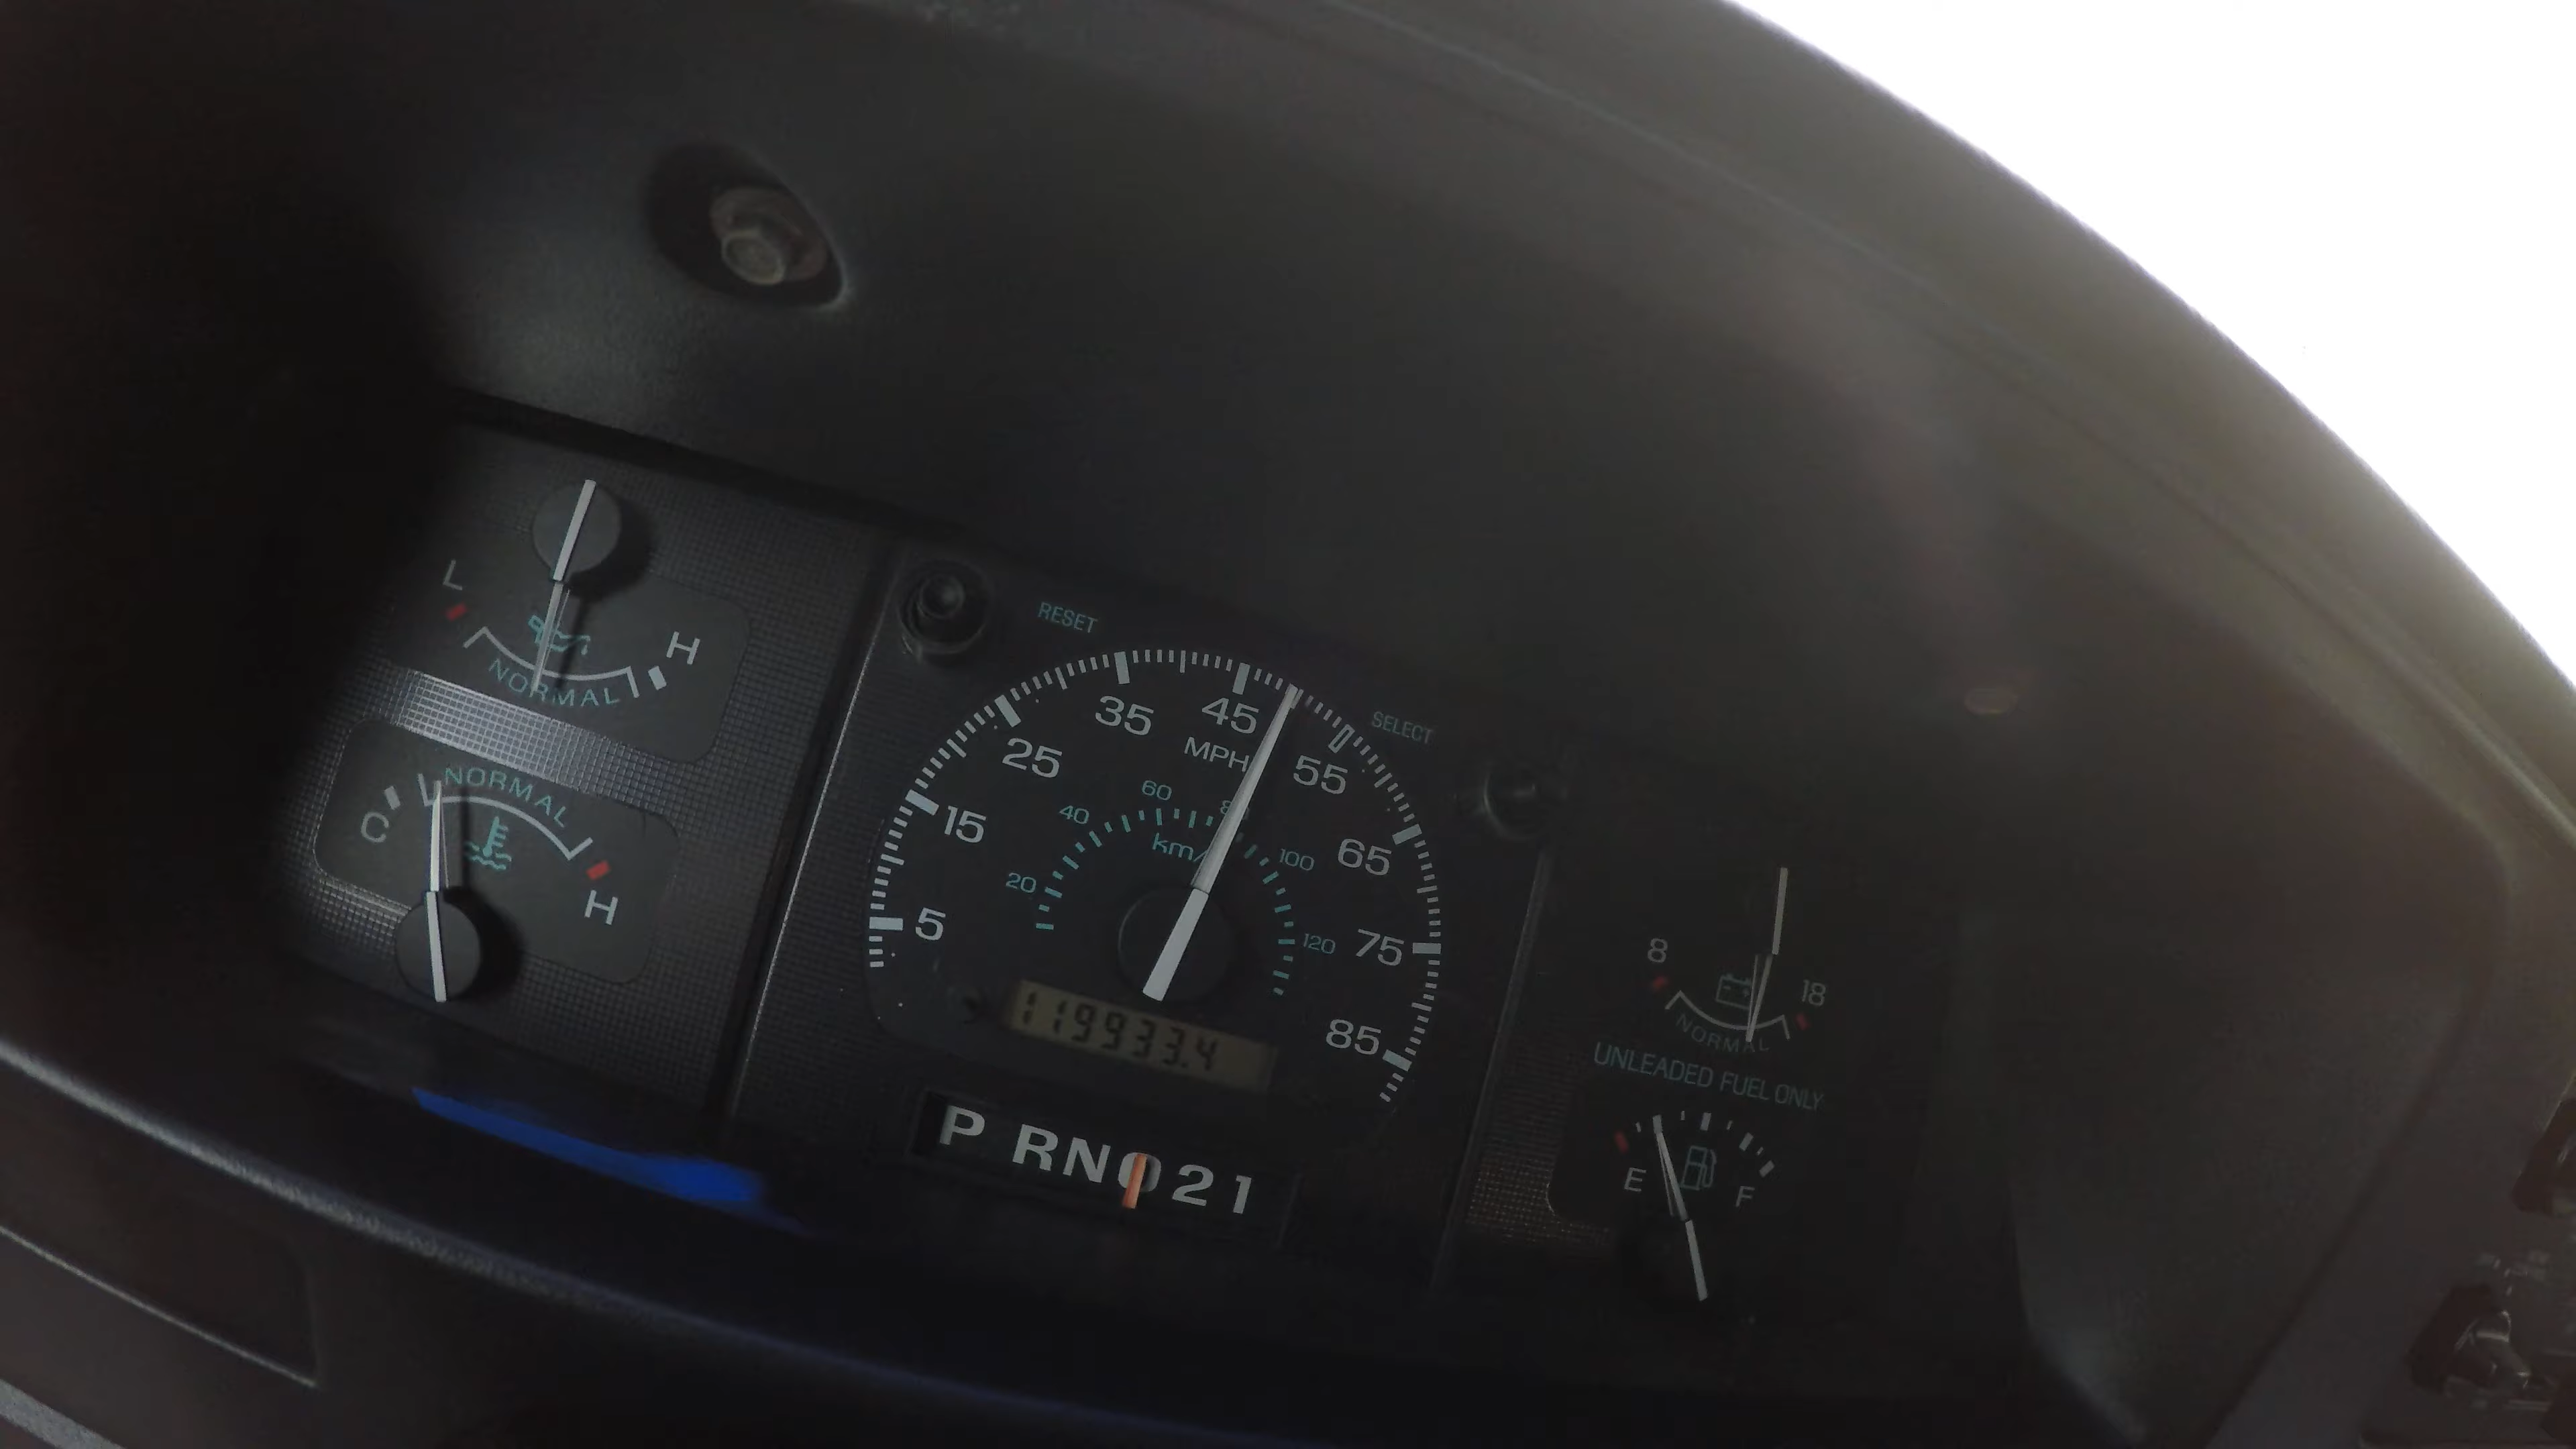 L
H
NORMAL
NORMAL
C
H
RESET
SELECT
5
15
25
35
45
55
65
75
85
MPH
20
40
60
100
120
km/
119933.4
P RN 21
8
18
NORMAL
UNLEADED FUEL ONLY
E
F